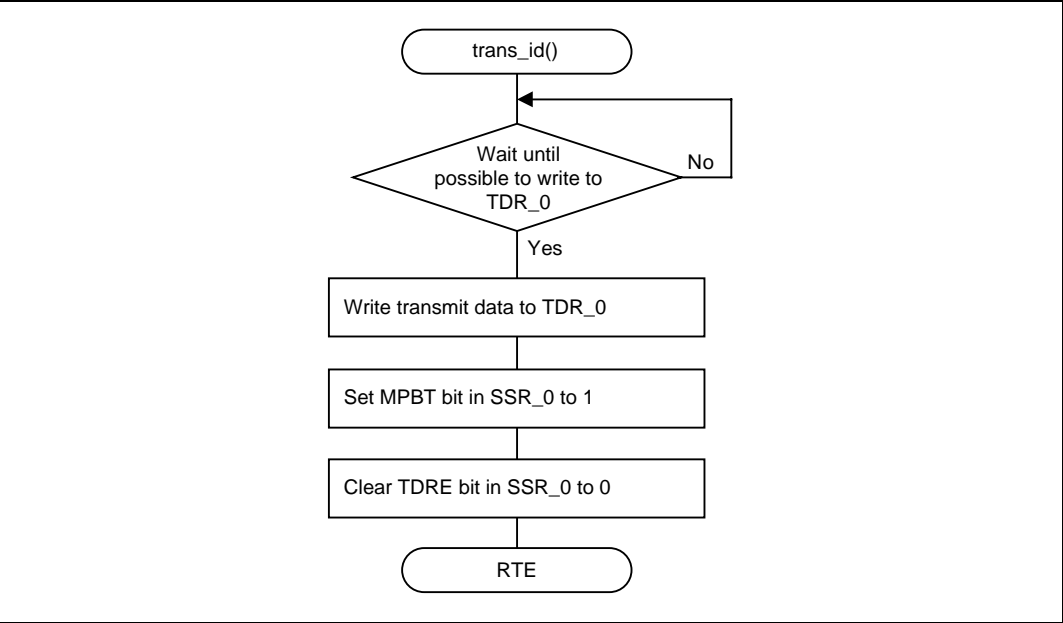 trans_id()
Wait until
possible to write to
TDR_0
No
Yes
Write transmit data to TDR_0
Set MPBT bit in SSR_0 to 1
Clear TDRE bit in SSR_0 to 0
RTE